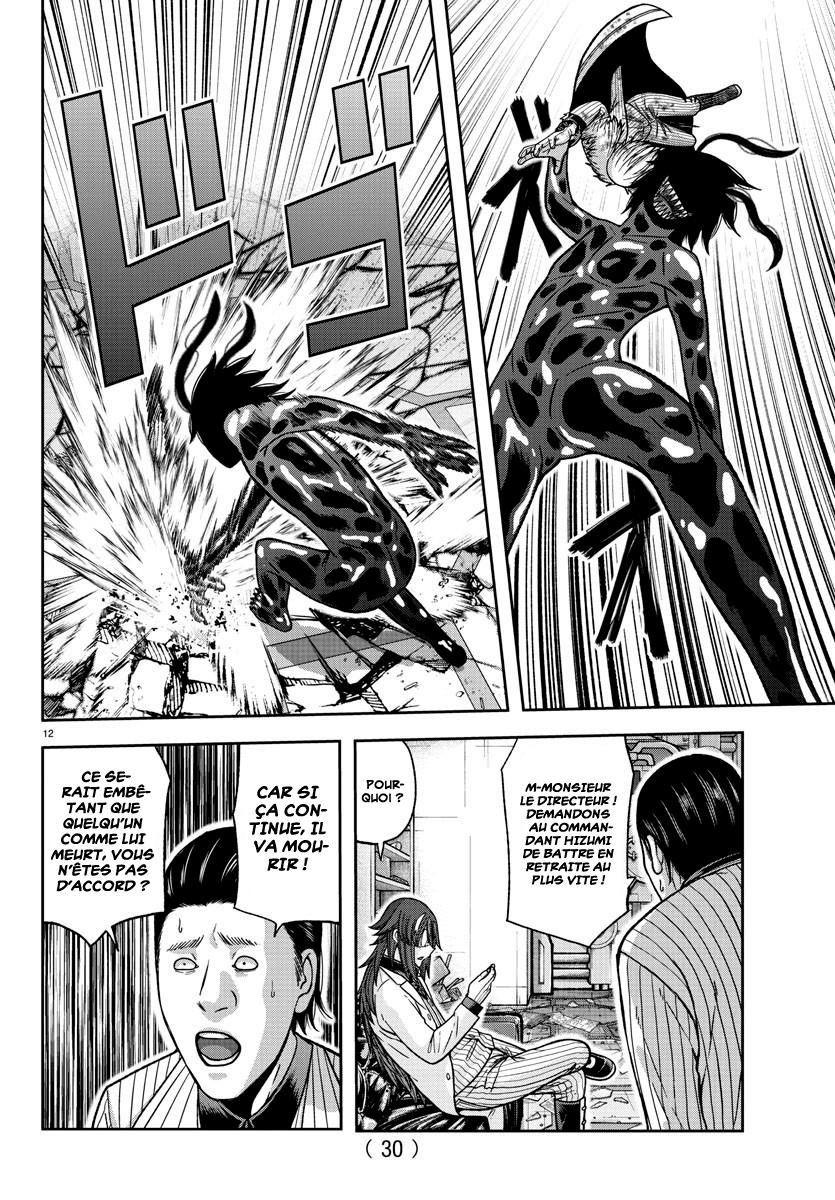 ドゴ
12
M-MONSIEUR
LE DIRECTEUR !
DEMANDONS
AU COMMAN-
DANT HIZUMI
DE BATTRE EN
RETRAITE AU
PLUS VITE !
POUR-
QUOI ?
CAR SI
ÇA CON-
TINUE, IL
VA MOU-
RIR !
CE SE-
RAIT EMBÊ-
TANT QUE
QUELQU'UN
COMME LUI
MEURT, VOUS
N'ÊTES PAS
D'ACCORD ?
( 30 )